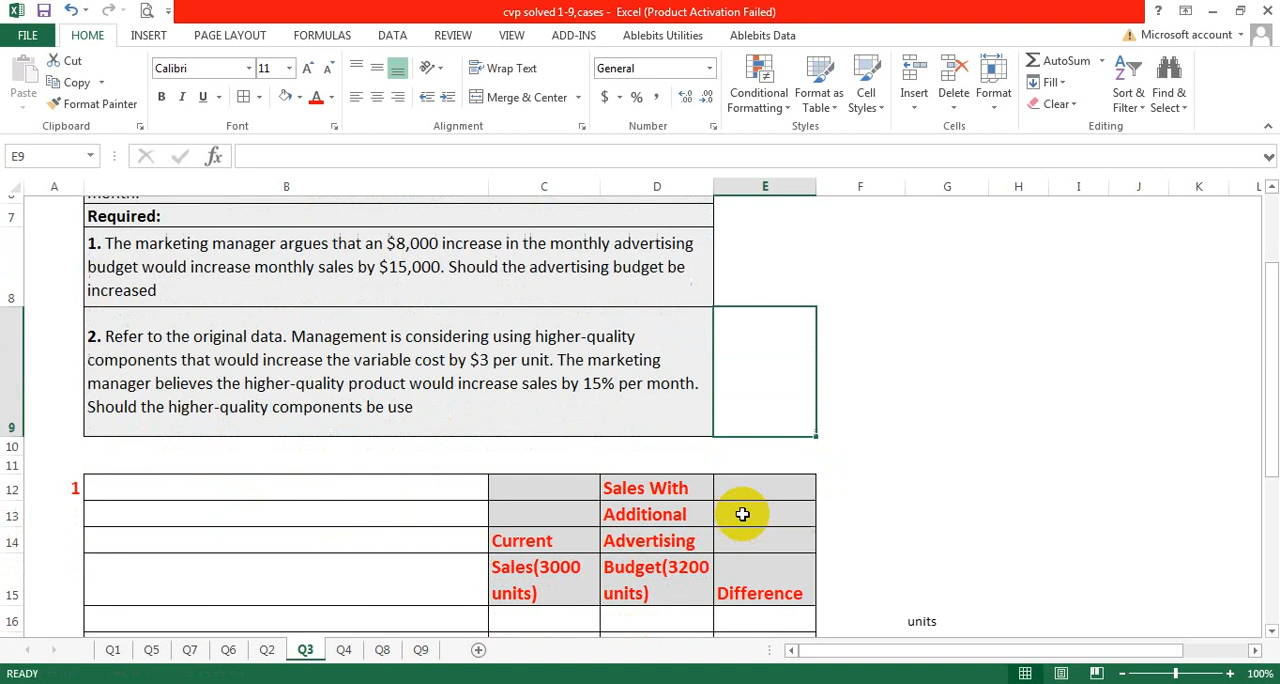 cvp solved 1-9,cases - Excel (Product Activation Failed)
FILE HOME INSERT PAGE LAYOUT FORMULAS DATA REVIEW VIEW ADD-INS Ablebits Utilities Ablebits Data Microsoft account
Cut
Copy
Format Painter
Paste
Clipboard
Calibri 11
B I U
Font
Wrap Text
Merge & Center
Alignment
General
$ % ,
Number
Conditional Formatting
Format as Table
Cell Styles
Styles
Insert Delete Format
Cells
AutoSum
Fill
Clear
Sort & Filter
Find & Select
Editing
E9 fx
A B C D E F G H I J K L
7 Required:
1. The marketing manager argues that an $8,000 increase in the monthly advertising
budget would increase monthly sales by $15,000. Should the advertising budget be
8 increased
2. Refer to the original data. Management is considering using higher-quality
components that would increase the variable cost by $3 per unit. The marketing
manager believes the higher-quality product would increase sales by 15% per month.
Should the higher-quality components be use
9
10
11
12 1 Sales With
13 Additional
14 Current Advertising
Sales(3000 Budget(3200
15 units) units) Difference
16 units
Q1 Q5 Q7 Q6 Q2 Q3 Q4 Q8 Q9
READY 100%